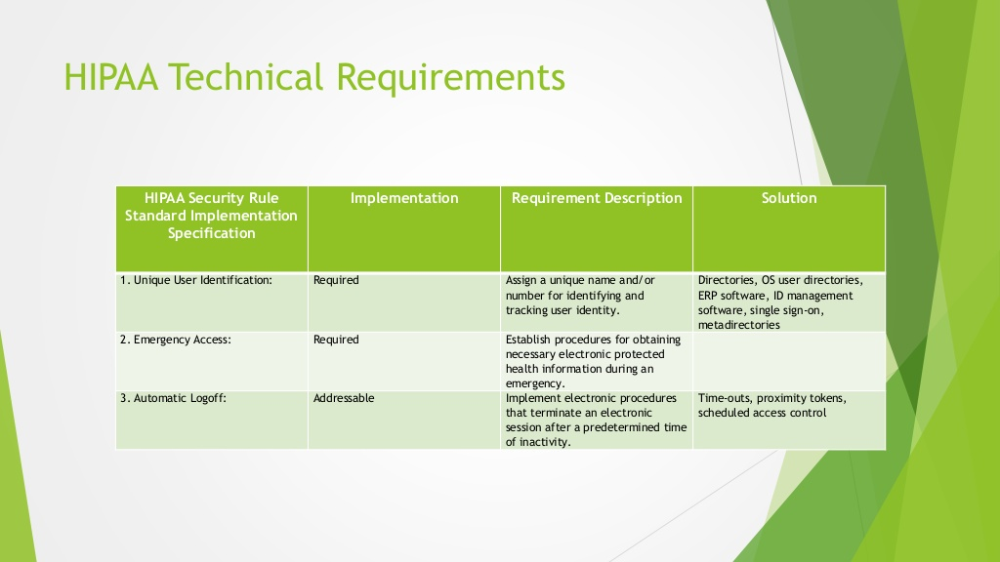 HIPAA Technical Requirements
HIPAA Security Rule
Standard Implementation
Specification
Implementation
Requirement Description
Solution
1. Unique User Identification:
Required
Assign a unique name and/or
number for identifying and
tracking user identity.
Directories, OS user directories,
ERP software, ID management
software, single sign-on,
metadirectories
2. Emergency Access:
Required
Establish procedures for obtaining
necessary electronic protected
health information during an
emergency.
3. Automatic Logoff:
Addressable
Implement electronic procedures
that terminate an electronic
session after a predetermined time
of inactivity.
Time-outs, proximity tokens,
scheduled access control